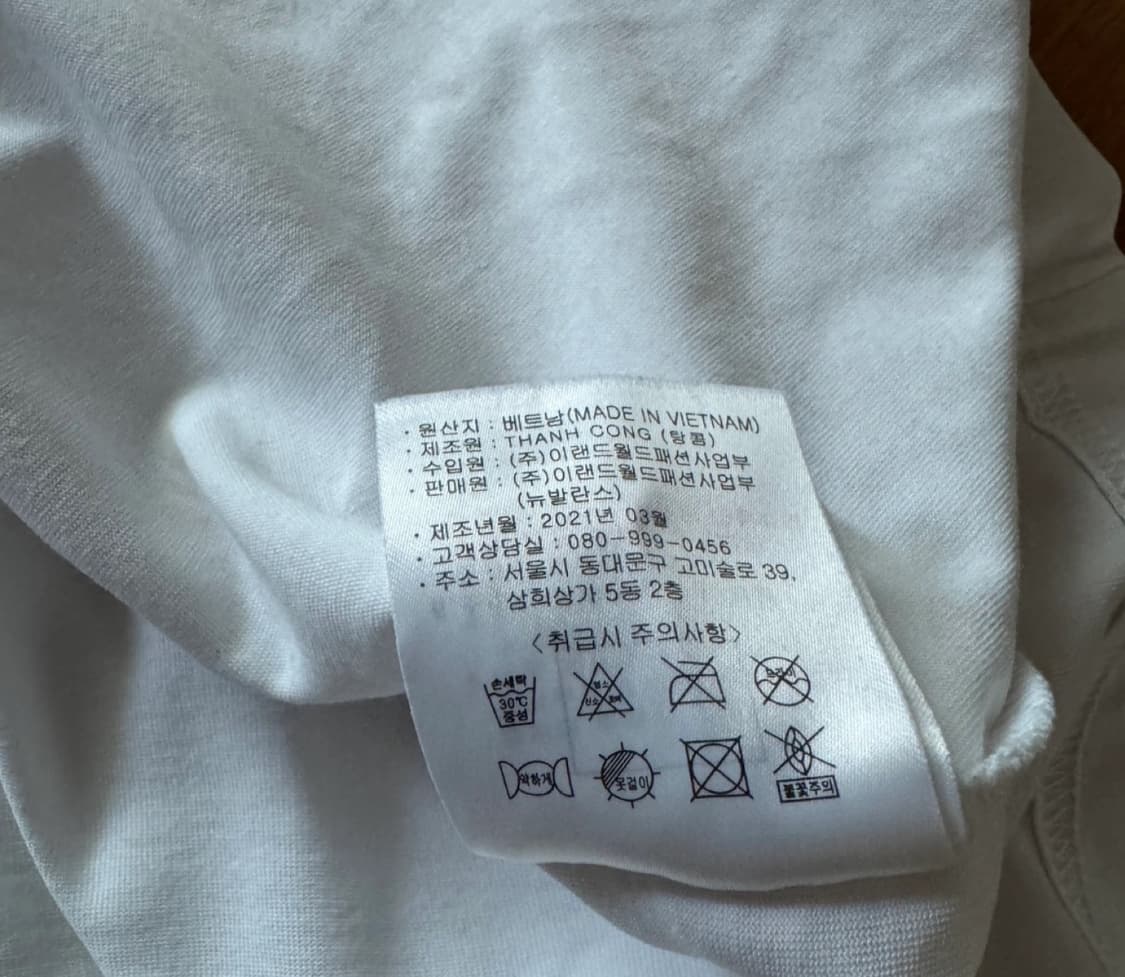 · 원산지 : 베트남(MADE IN VIETNAM)
· 제조원 : THANH CONG (탕콤)
· 수입원 : (주)이랜드월드패션사업부
· 판매원 : (주)이랜드월드패션사업부
(뉴발란스)
· 제조년월 : 2021년 03월
· 고객상담실 : 080-999-0456
· 주소 : 서울시 동대문구 고미술로 39,
삼희상가 5동 2층
<취급시 주의사항>
손세탁
30℃
중성
약하게
옷걸이
불꽃주의